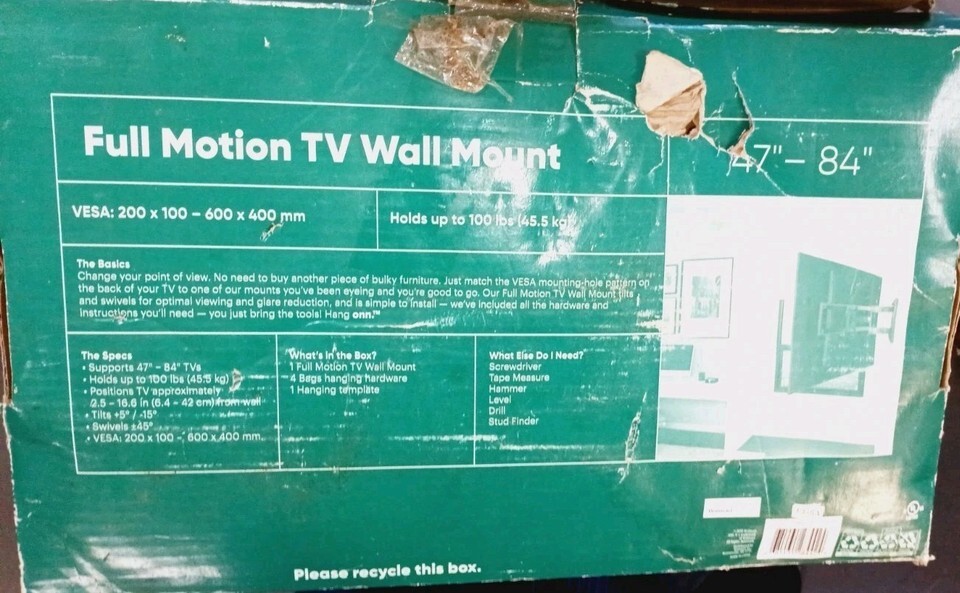 Full Motion TV Wall Mount
47" – 84"
VESA: 200 x 100 – 600 x 400 mm
Holds up to 100 lbs (45.5 kg)
The Basics
Change your point of view. No need to buy another piece of bulky furniture. Just match the VESA mounting-hole pattern on
the back of your TV to one of our mounts you've been eyeing and you're good to go. Our Full Motion TV Wall Mount tilts
and swivels for optimal viewing and glare reduction, and is simple to install — we've included all the hardware and
instructions you'll need — you just bring the tools! Hang onn.™
The Specs
• Supports 47" – 84" TVs
• Holds up to 100 lbs (45.5 kg)
• Positions TV approximately
2.5 – 16.6 in (6.4 – 42 cm) from wall
• Tilts +5° / -15°
• Swivels ±45°
• VESA: 200 x 100 – 600 x 400 mm
What's in the Box?
1 Full Motion TV Wall Mount
4 Bags hanging hardware
1 Hanging template
What Else Do I Need?
Screwdriver
Tape Measure
Hammer
Level
Drill
Stud Finder
Please recycle this box.